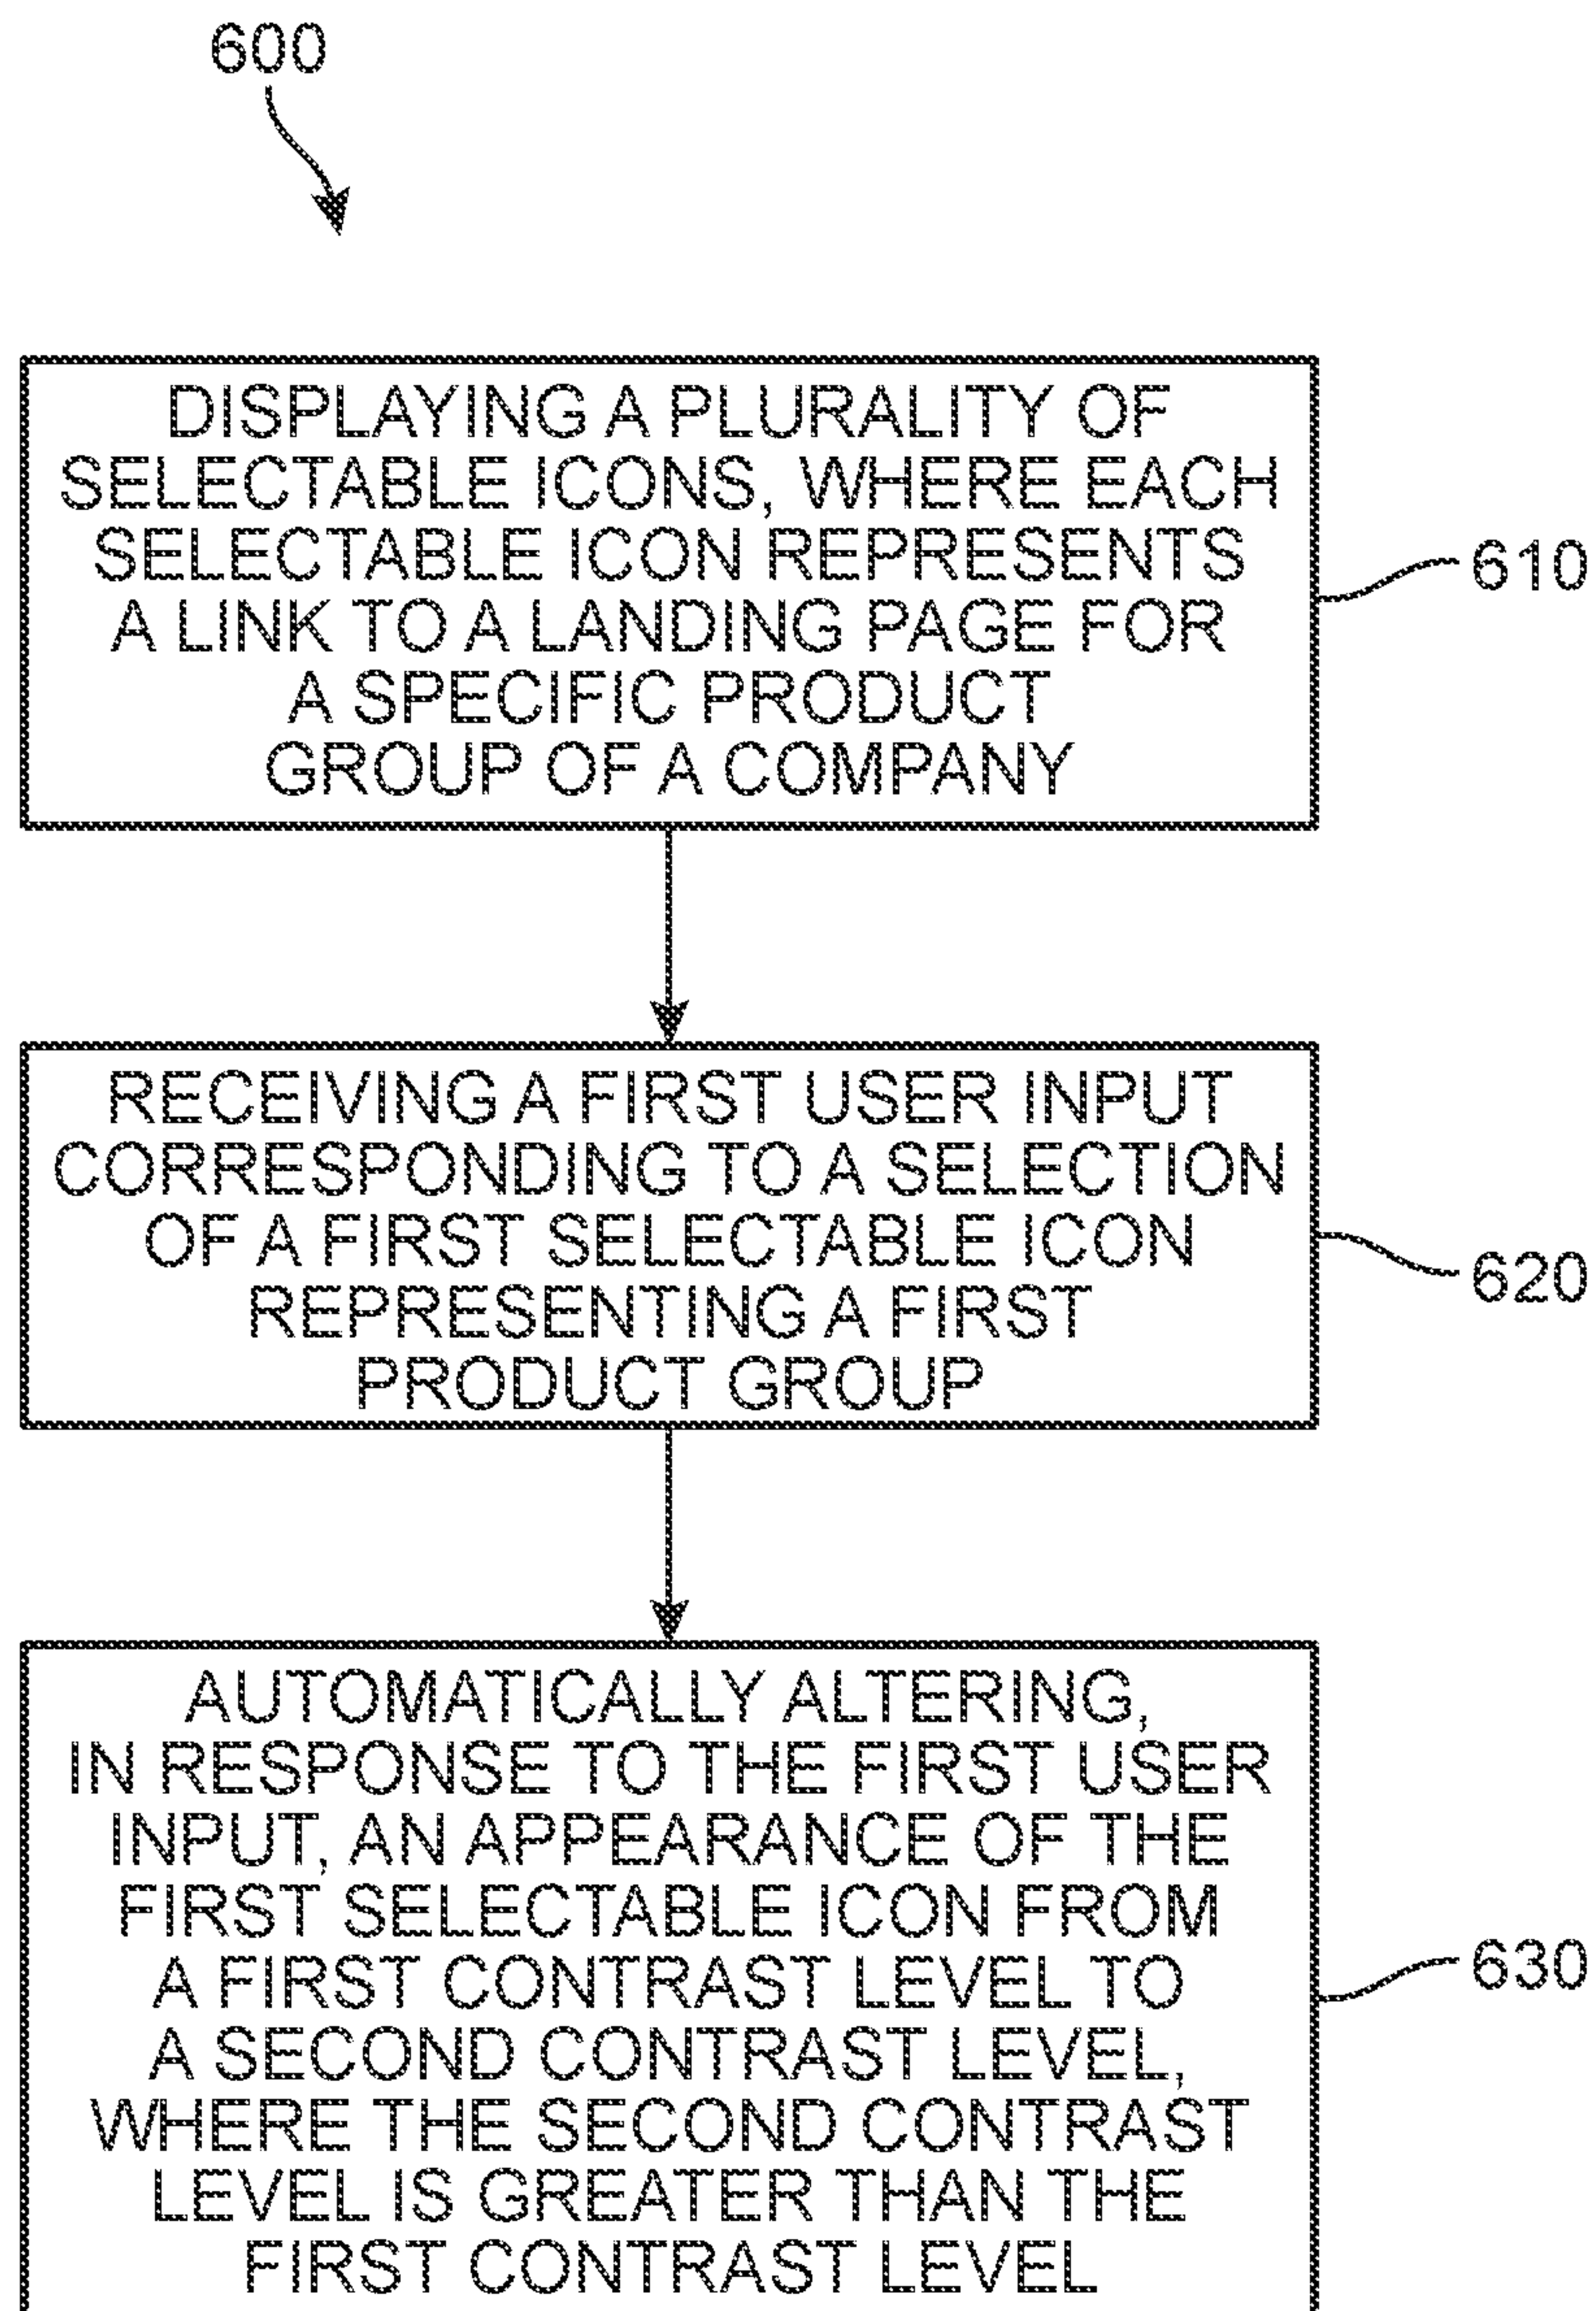 600
DISPLAYING A PLURALITY OF
SELECTABLE ICONS, WHERE EACH
SELECTABLE ICON REPRESENTS
A LINK TO A LANDING PAGE FOR
A SPECIFIC PRODUCT
GROUP OF A COMPANY
610
RECEIVING A FIRST USER INPUT
CORRESPONDING TO A SELECTION
OF A FIRST SELECTABLE ICON
REPRESENTING A FIRST
PRODUCT GROUP
620
AUTOMATICALLY ALTERING,
IN RESPONSE TO THE FIRST USER
INPUT, AN APPEARANCE OF THE
FIRST SELECTABLE ICON FROM
A FIRST CONTRAST LEVEL TO
A SECOND CONTRAST LEVEL,
WHERE THE SECOND CONTRAST
LEVEL IS GREATER THAN THE
FIRST CONTRAST LEVEL
630